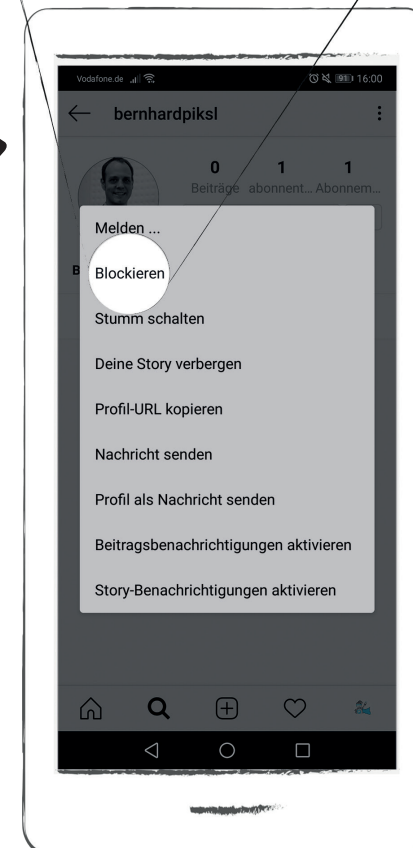 Vodafone.de 91 16:00
bernhardpiksl
0 1 1
Beiträge abonnent... Abonnem...
Melden ...
B
Blockieren
Stumm schalten
Deine Story verbergen
Profil-URL kopieren
Nachricht senden
Profil als Nachricht senden
Beitragsbenachrichtigungen aktivieren
Story-Benachrichtigungen aktivieren